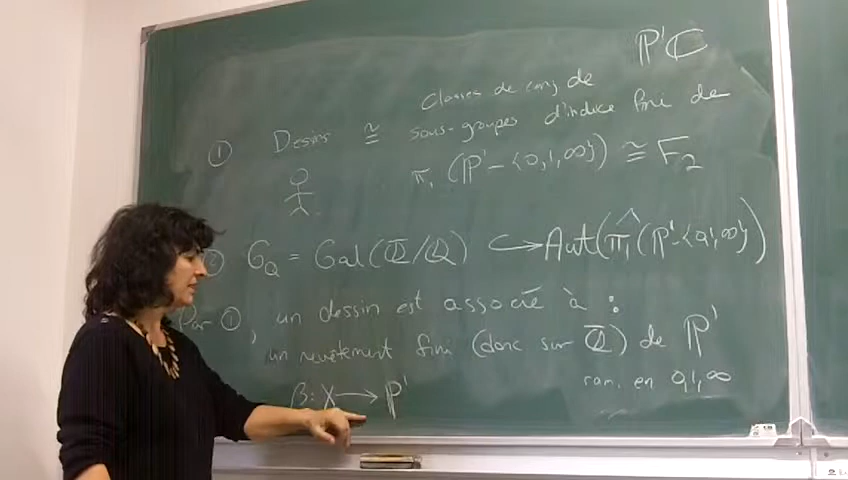 P¹ℂ
Classes de conj de
① Dessins ≅ sous-groupes d'indice fini de
π₁ (P¹ - {0,1,∞}) ≅ F₂
② G_Q = Gal(Q̄/Q) ↪ Aut(π̂₁(P¹-{0,1,∞}))
Par ①, un dessin est associé à :
un revêtement fini (donc sur Q̄) de P¹
ram. en 0,1,∞
β: X → P¹